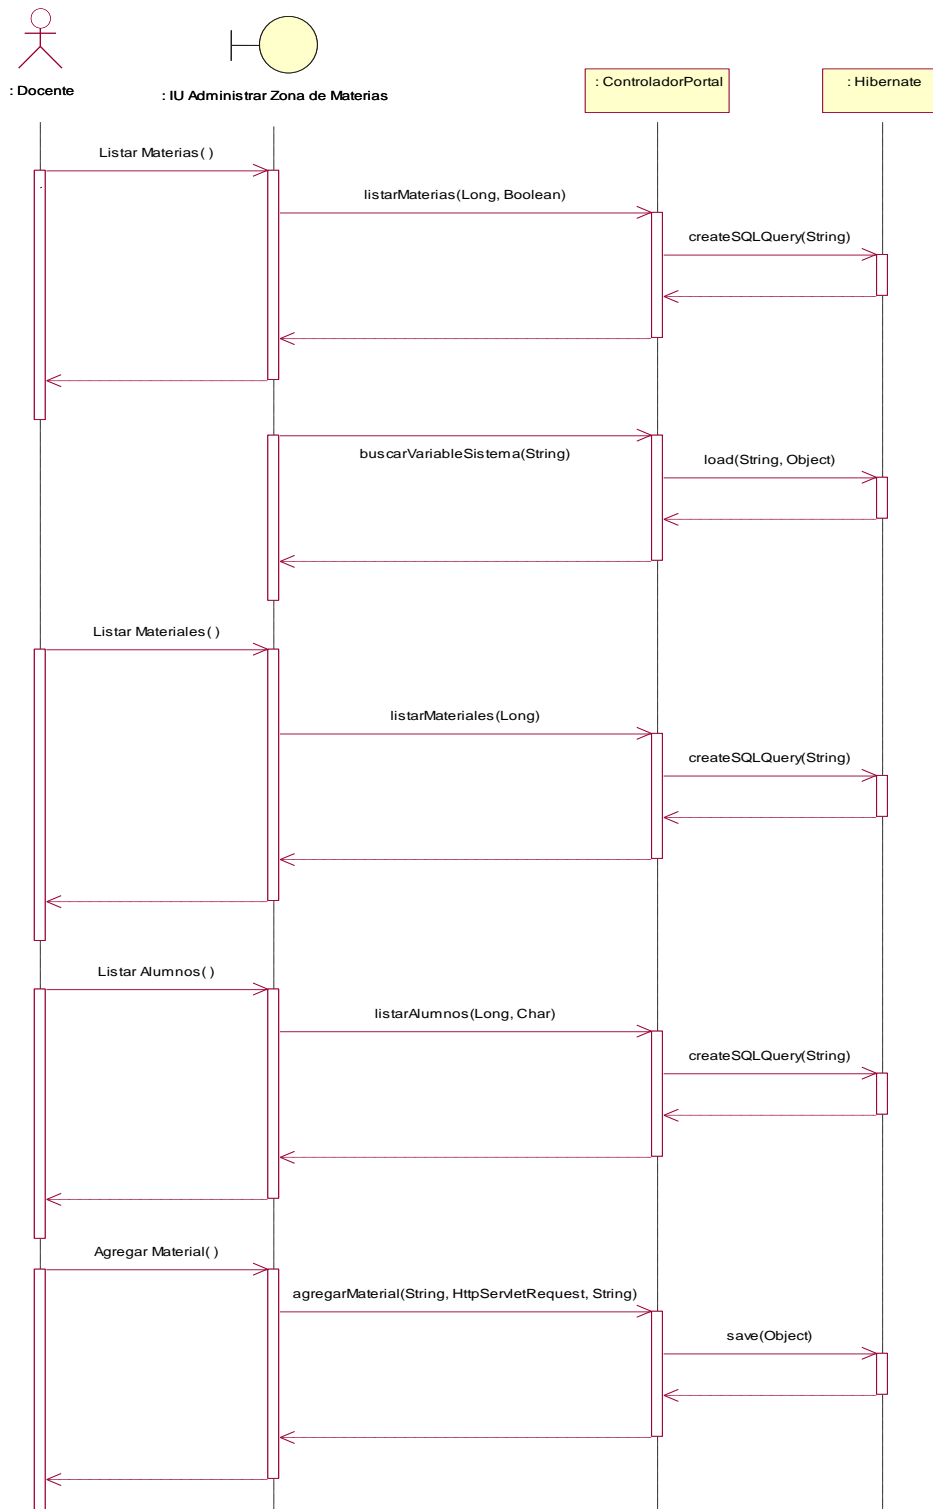 : Docente
: IU Administrar Zona de Materias
: ControladorPortal
: Hibernate
Listar Materias( )
listarMaterias(Long, Boolean)
createSQLQuery(String)
buscarVariableSistema(String)
load(String, Object)
Listar Materiales( )
listarMateriales(Long)
createSQLQuery(String)
Listar Alumnos( )
listarAlumnos(Long, Char)
createSQLQuery(String)
Agregar Material( )
agregarMaterial(String, HttpServletRequest, String)
save(Object)